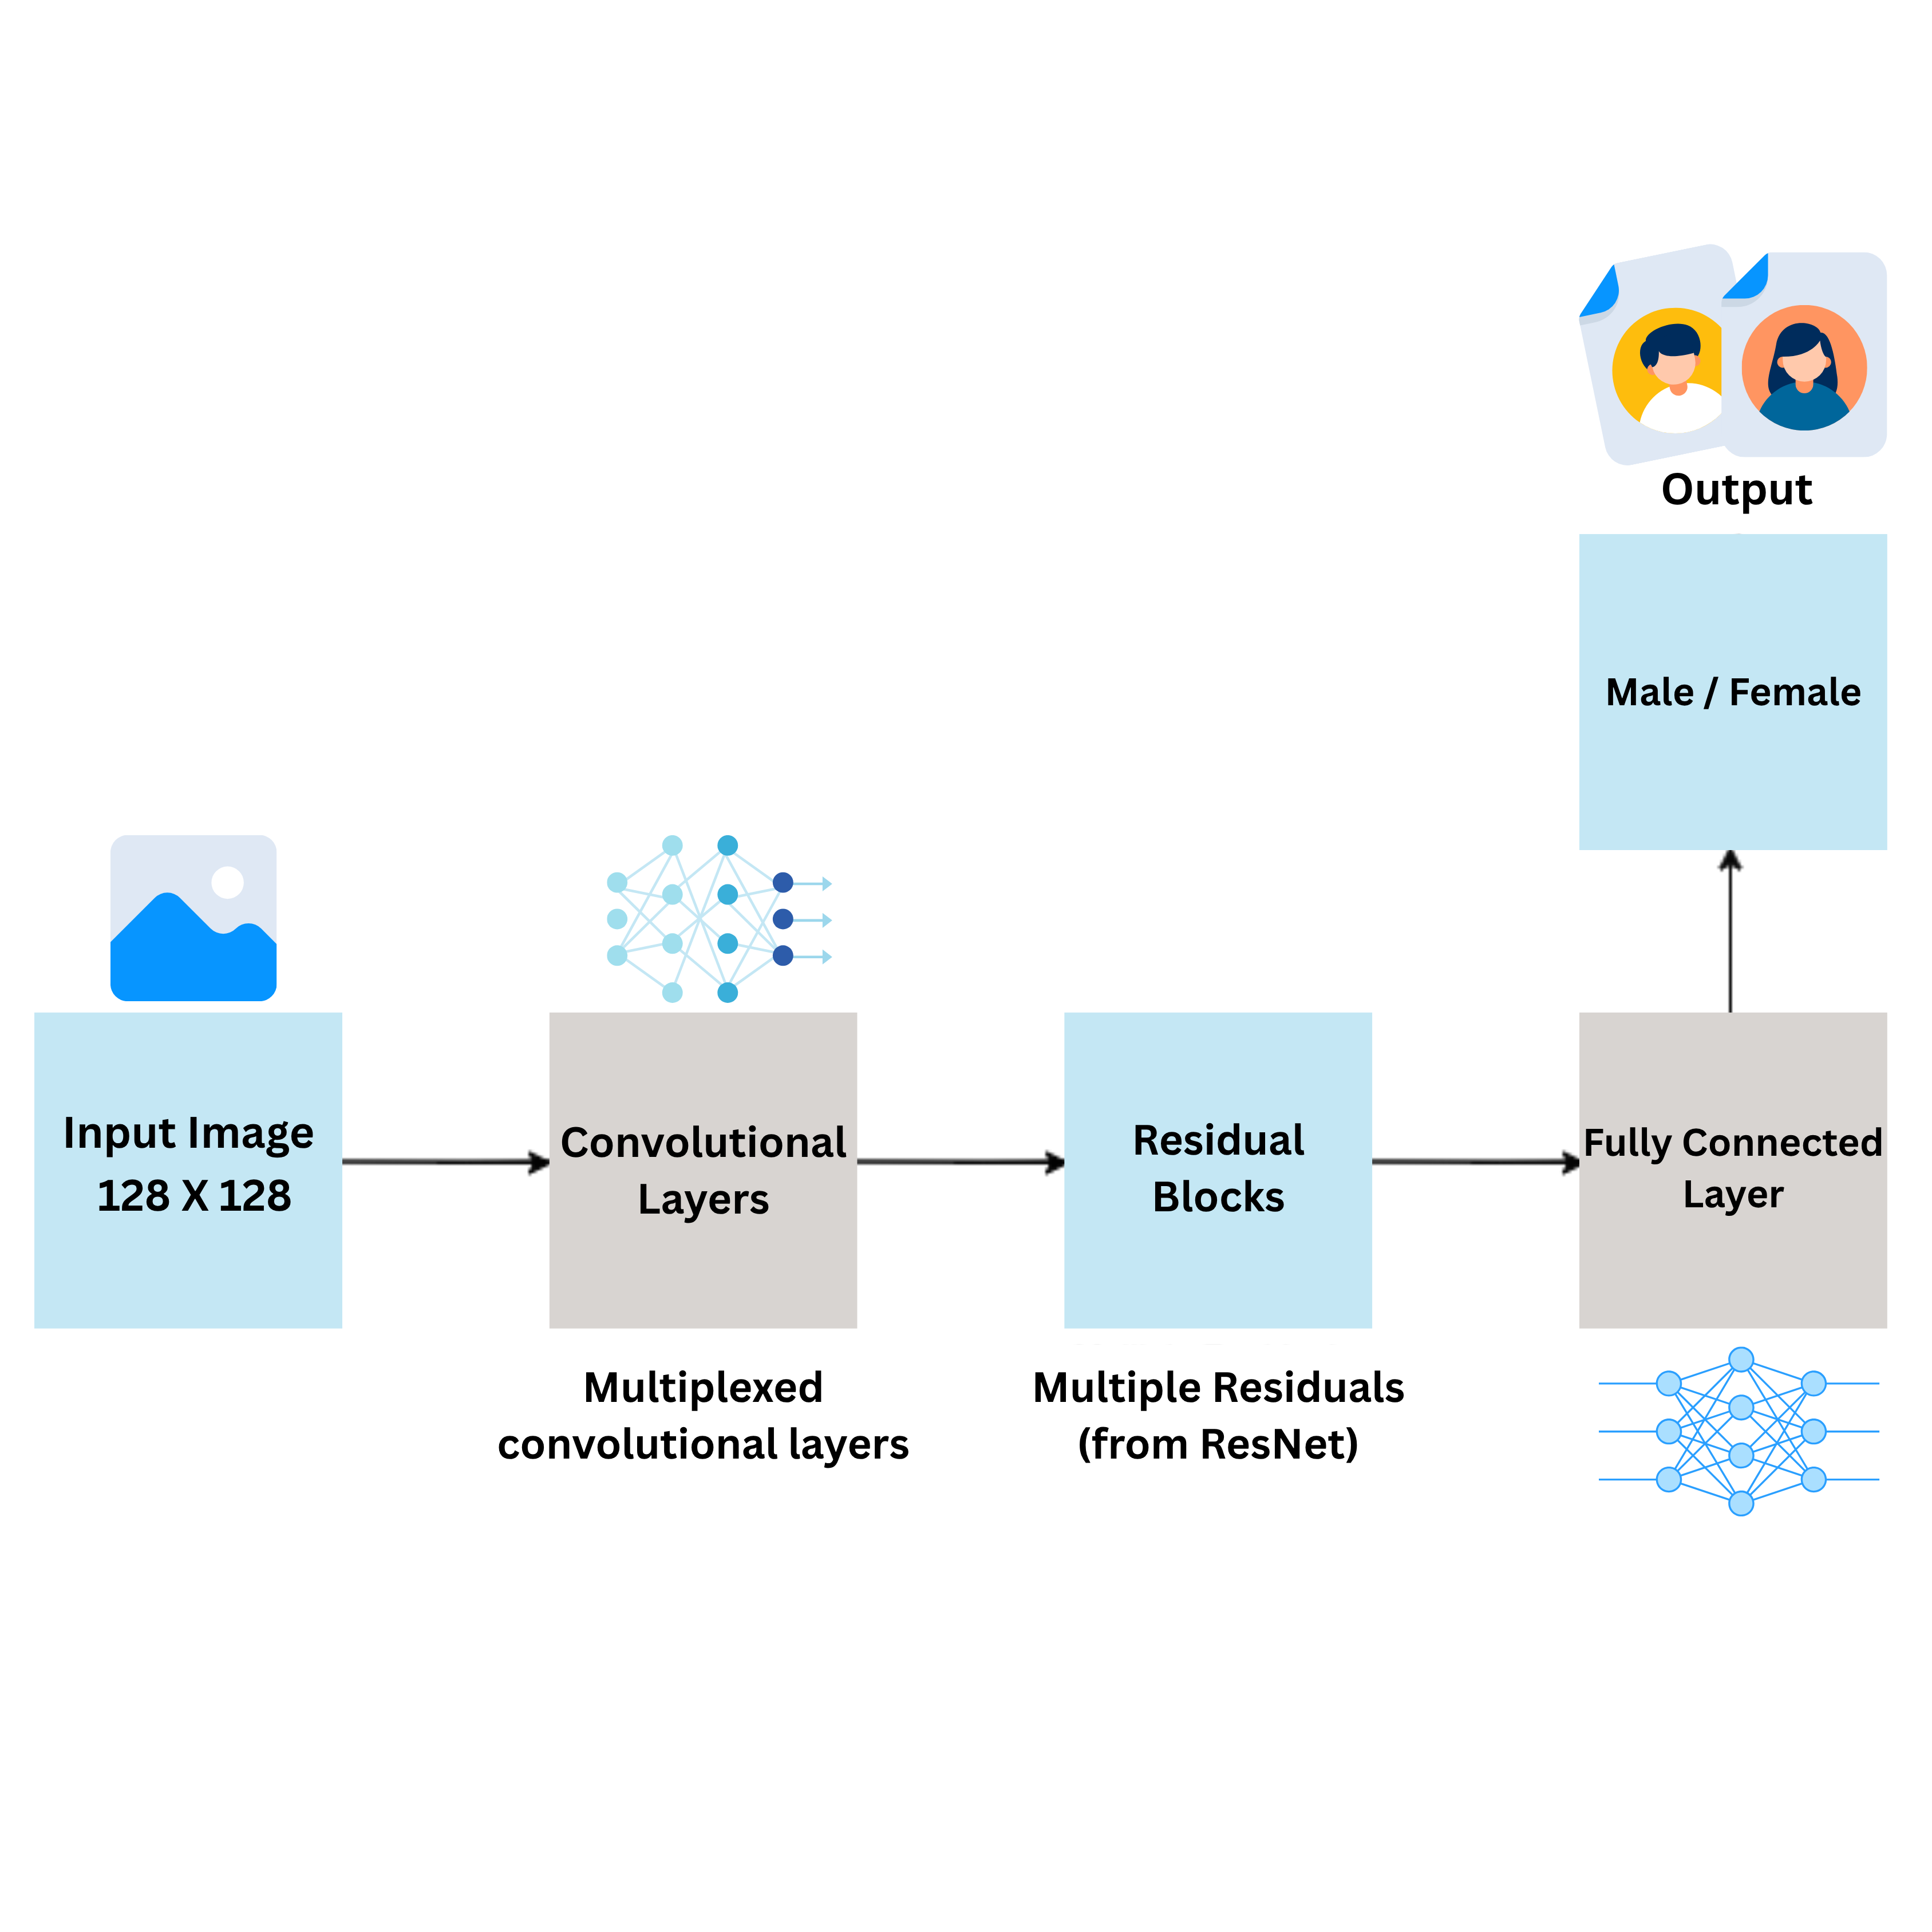 Output
Male / Female
Input Image
128 X 128
Convolutional
Layers
Residual
Blocks
Fully Connected
Layer
Multiplexed
convolutional layers
Multiple Residuals
(from ResNet)